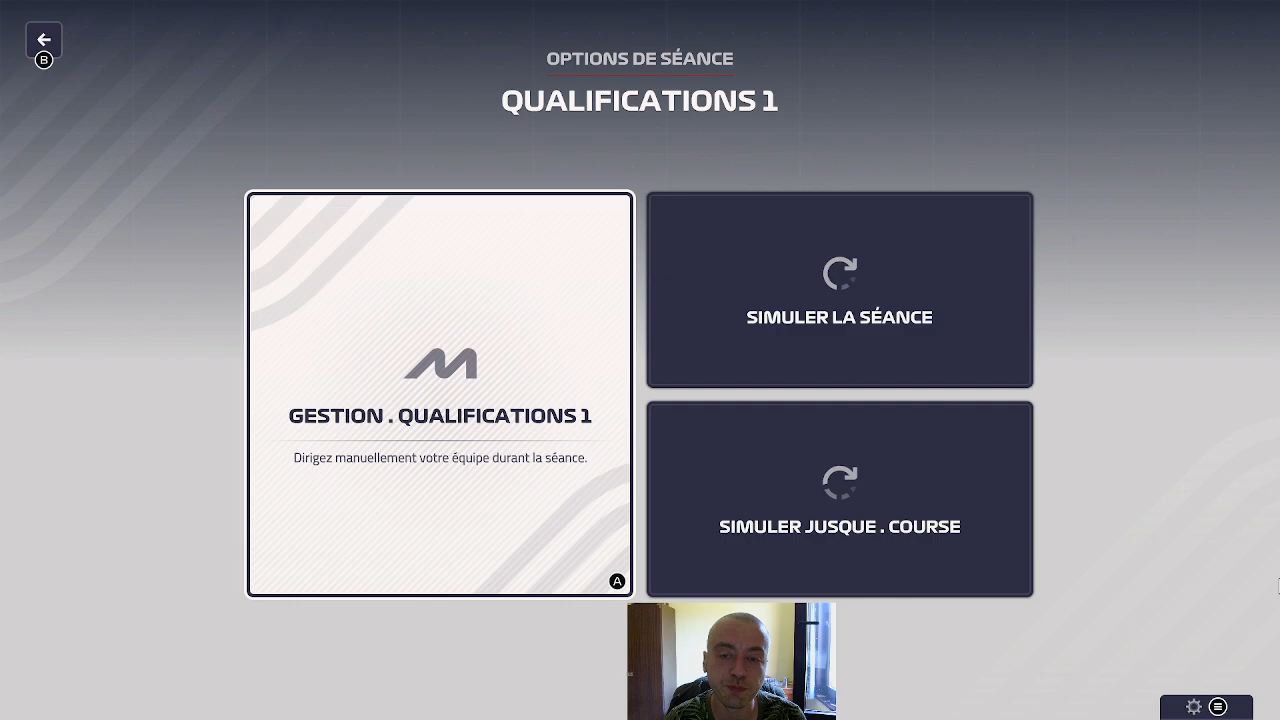 B
OPTIONS DE SÉANCE
QUALIFICATIONS 1
GESTION . QUALIFICATIONS 1
Dirigez manuellement votre équipe durant la séance.
A
SIMULER LA SÉANCE
SIMULER JUSQUE . COURSE